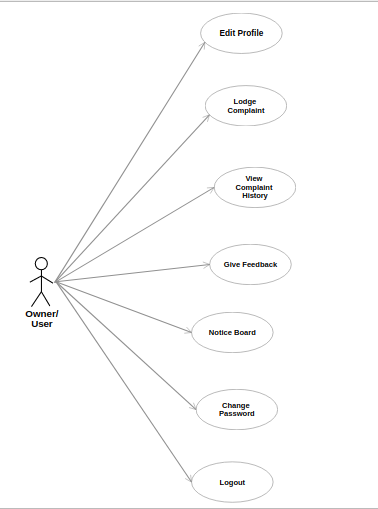 Edit Profile
Lodge
Complaint
View
Complaint
History
Give Feedback
Owner/
User
Notice Board
Change
Password
Logout